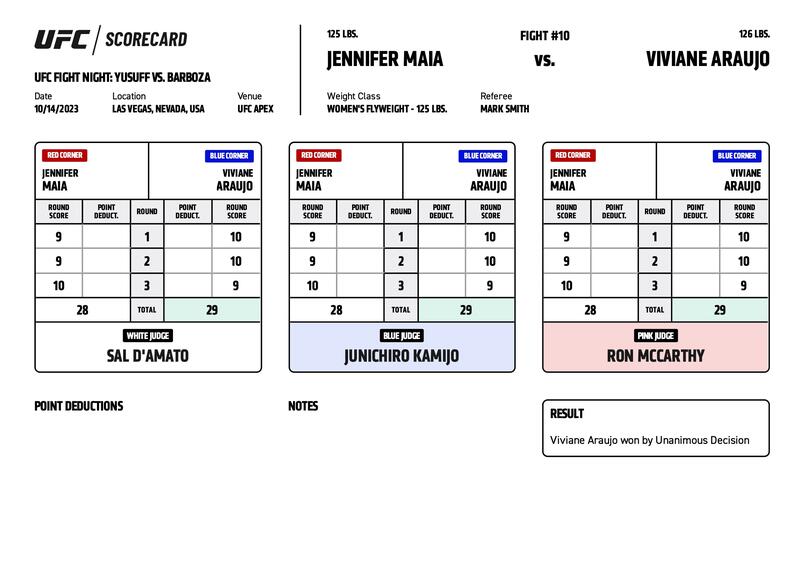 UFC / SCORECARD
UFC FIGHT NIGHT: YUSUFF VS. BARBOZA
Date Location Venue
10/14/2023 LAS VEGAS, NEVADA, USA UFC APEX
125 LBS. FIGHT #10 126 LBS.
JENNIFER MAIA VS. VIVIANE ARAUJO
Weight Class Referee
WOMEN'S FLYWEIGHT - 125 LBS. MARK SMITH
RED CORNER BLUE CORNER
JENNIFER VIVIANE
MAIA ARAUJO
ROUND SCORE POINT DEDUCT. ROUND POINT DEDUCT. ROUND SCORE
9 1 10
9 2 10
10 3 9
28 TOTAL 29
WHITE JUDGE
SAL D'AMATO
RED CORNER BLUE CORNER
JENNIFER VIVIANE
MAIA ARAUJO
ROUND SCORE POINT DEDUCT. ROUND POINT DEDUCT. ROUND SCORE
9 1 10
9 2 10
10 3 9
28 TOTAL 29
BLUE JUDGE
JUNICHIRO KAMIJO
RED CORNER BLUE CORNER
JENNIFER VIVIANE
MAIA ARAUJO
ROUND SCORE POINT DEDUCT. ROUND POINT DEDUCT. ROUND SCORE
9 1 10
9 2 10
10 3 9
28 TOTAL 29
PINK JUDGE
RON MCCARTHY
POINT DEDUCTIONS
NOTES
RESULT
Viviane Araujo won by Unanimous Decision